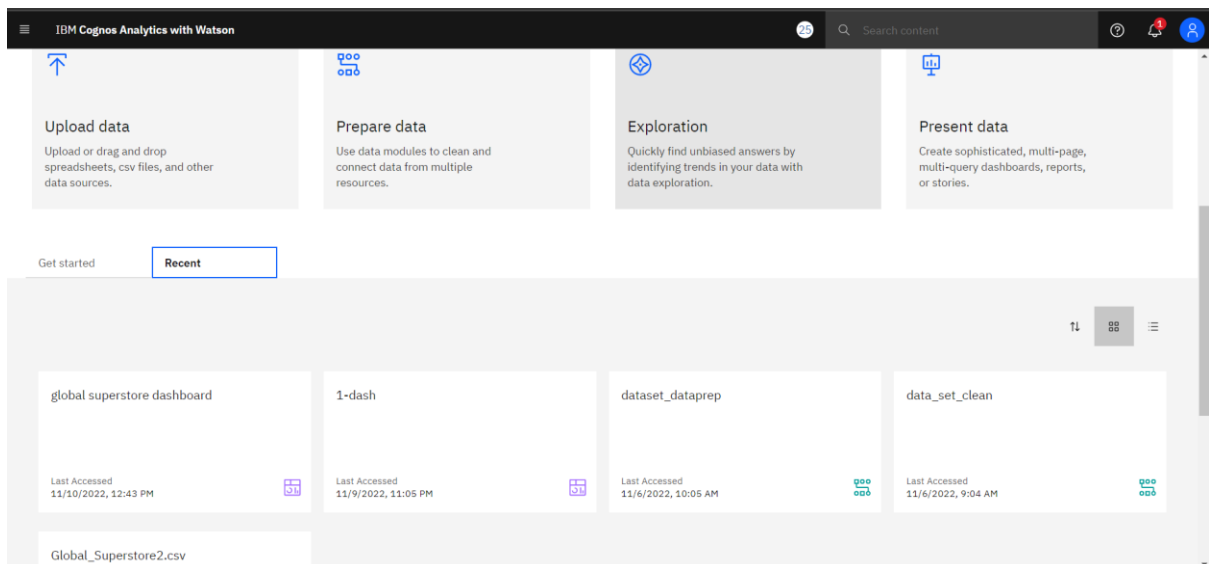 IBM Cognos Analytics with Watson
25
Search content
1
Upload data
Upload or drag and drop
spreadsheets, csv files, and other
data sources.
Prepare data
Use data modules to clean and
connect data from multiple
resources.
Exploration
Quickly find unbiased answers by
identifying trends in your data with
data exploration.
Present data
Create sophisticated, multi-page,
multi-query dashboards, reports,
or stories.
Get started
Recent
global superstore dashboard
Last Accessed
11/10/2022, 12:43 PM
1-dash
Last Accessed
11/9/2022, 11:05 PM
dataset_dataprep
Last Accessed
11/6/2022, 10:05 AM
data_set_clean
Last Accessed
11/6/2022, 9:04 AM
Global_Superstore2.csv